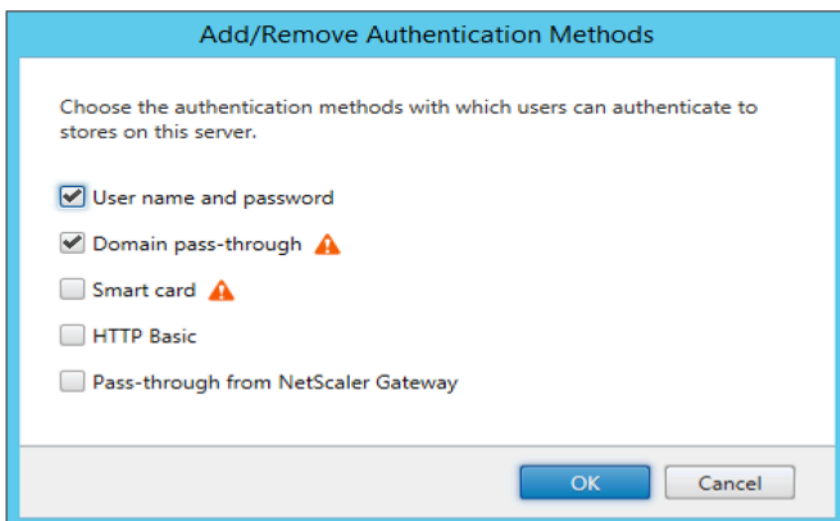 Add/Remove Authentication Methods
Choose the authentication methods with which users can authenticate to
stores on this server.
User name and password
Domain pass-through
Smart card
HTTP Basic
Pass-through from NetScaler Gateway
OK
Cancel